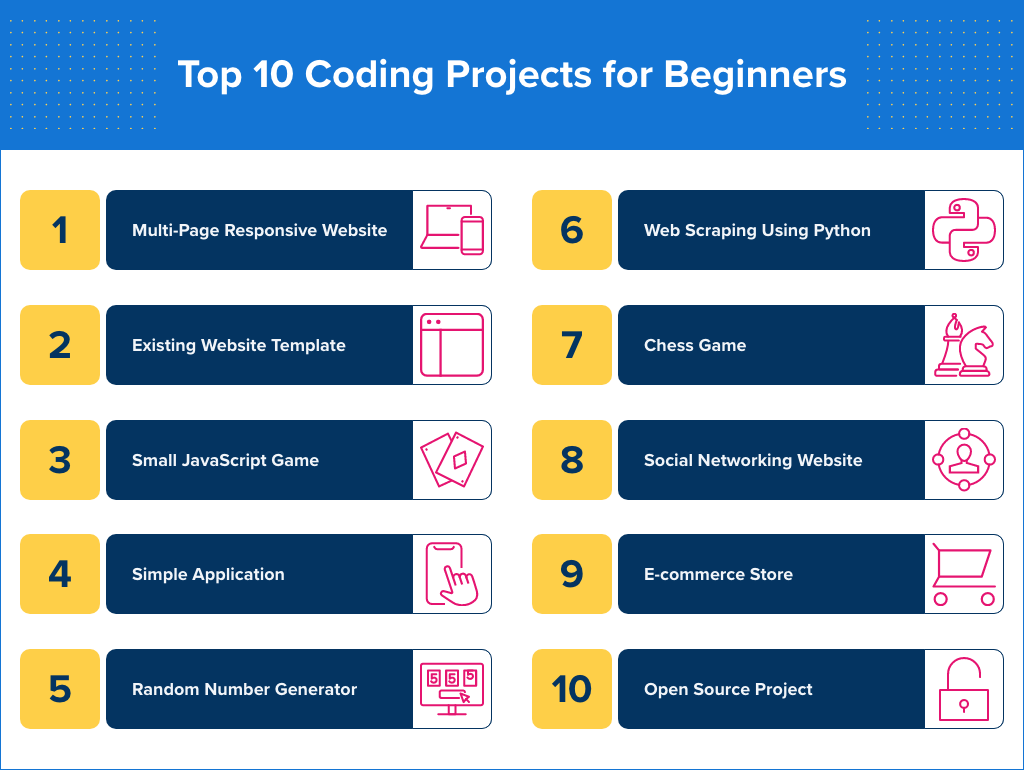 Top 10 Coding Projects for Beginners
1
Multi-Page Responsive Website
2
Existing Website Template
3
Small JavaScript Game
4
Simple Application
5
Random Number Generator
5 5 5
6
Web Scraping Using Python
7
Chess Game
8
Social Networking Website
9
E-commerce Store
10
Open Source Project